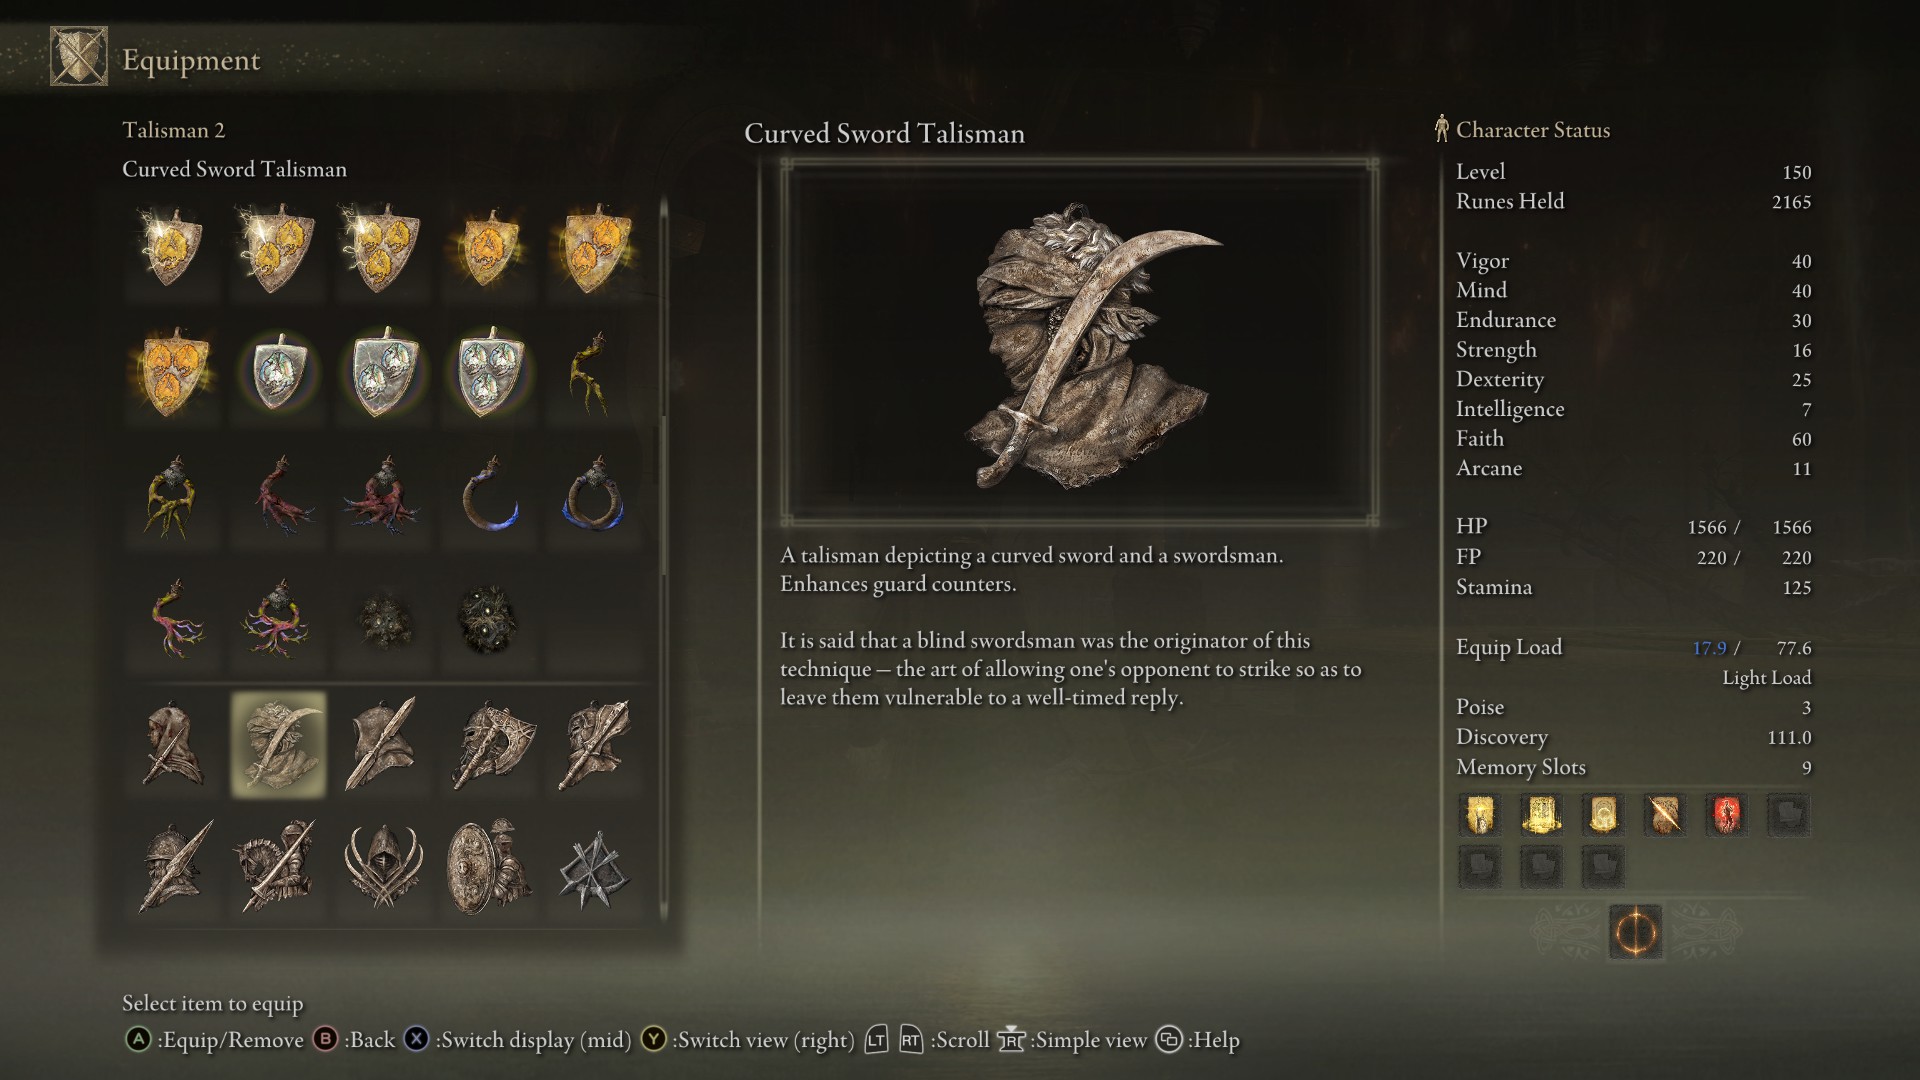 Equipment
Talisman 2
Curved Sword Talisman
Curved Sword Talisman
A talisman depicting a curved sword and a swordsman.
Enhances guard counters.
It is said that a blind swordsman was the originator of this
technique – the art of allowing one's opponent to strike so as to
leave them vulnerable to a well-timed reply.
Character Status
Level 150
Runes Held 2165
Vigor 40
Mind 40
Endurance 30
Strength 16
Dexterity 25
Intelligence 7
Faith 60
Arcane 11
HP 1566 / 1566
FP 220 / 220
Stamina 125
Equip Load 17.9 / 77.6
Light Load
Poise 3
Discovery 111.0
Memory Slots 9
Select item to equip
A :Equip/Remove B :Back X :Switch display (mid) Y :Switch view (right) LT RT :Scroll R :Simple view :Help